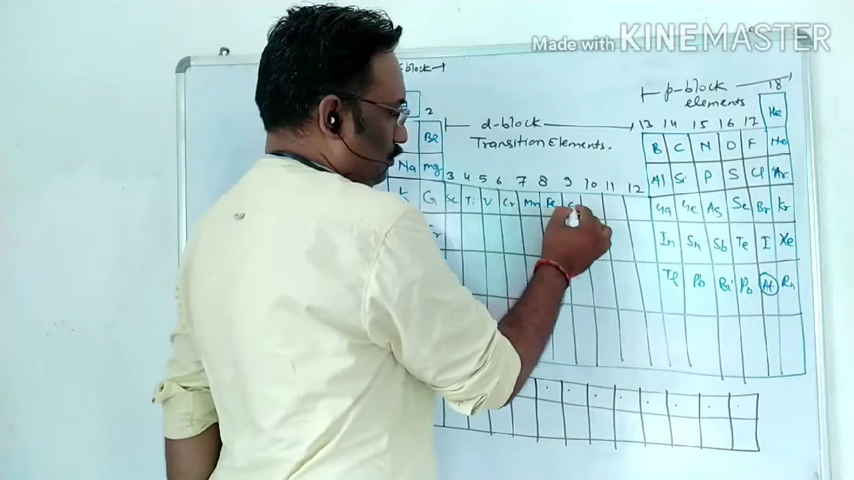 Made with KINEMASTER
block
p-block
elements
18
2
d-block
Transition Elements.
13 14 15 16 17
He
Be
B C N O F Ne
Na Mg
3 4 5 6 7 8 9 10 11 12
Al Si P S Cl Ar
K Ca Sc Ti V Cr Mn Fe C
Ga Ge As Se Br Kr
In Sn Sb Te I Xe
Tl Pb Bi Po At Rn